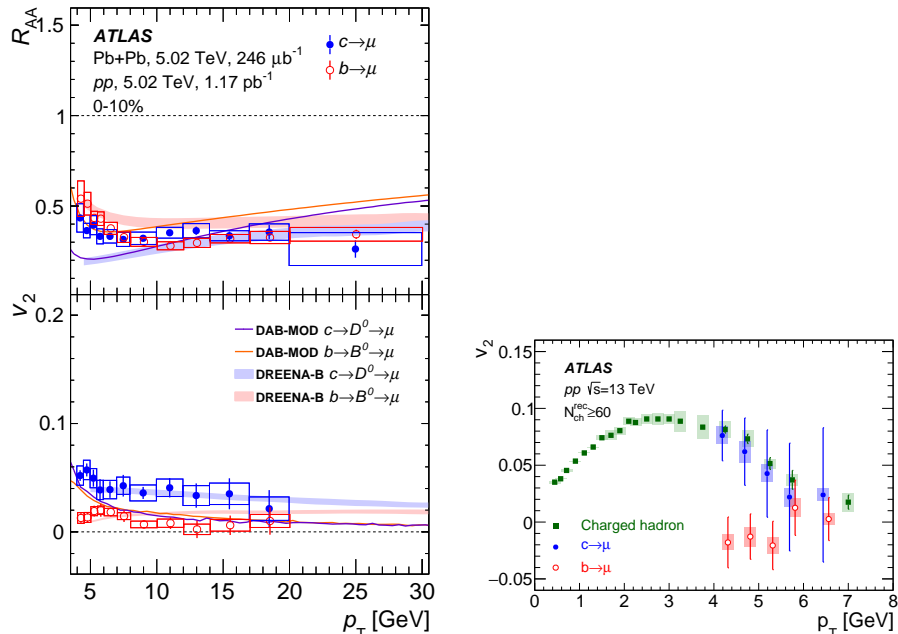 R_AA
ATLAS
Pb+Pb, 5.02 TeV, 246 μb⁻¹
pp, 5.02 TeV, 1.17 pb⁻¹
0-10%
c→μ
b→μ
1.5
1
0.5
v₂
0.2
0.1
0
DAB-MOD c→D⁰→μ
DAB-MOD b→B⁰→μ
DREENA-B c→D⁰→μ
DREENA-B b→B⁰→μ
5 10 15 20 25 30
p_T [GeV]
v₂
0.15
0.1
0.05
0
−0.05
ATLAS
pp √s=13 TeV
N_ch^rec≥60
Charged hadron
c→μ
b→μ
0 1 2 3 4 5 6 7 8
p_T [GeV]